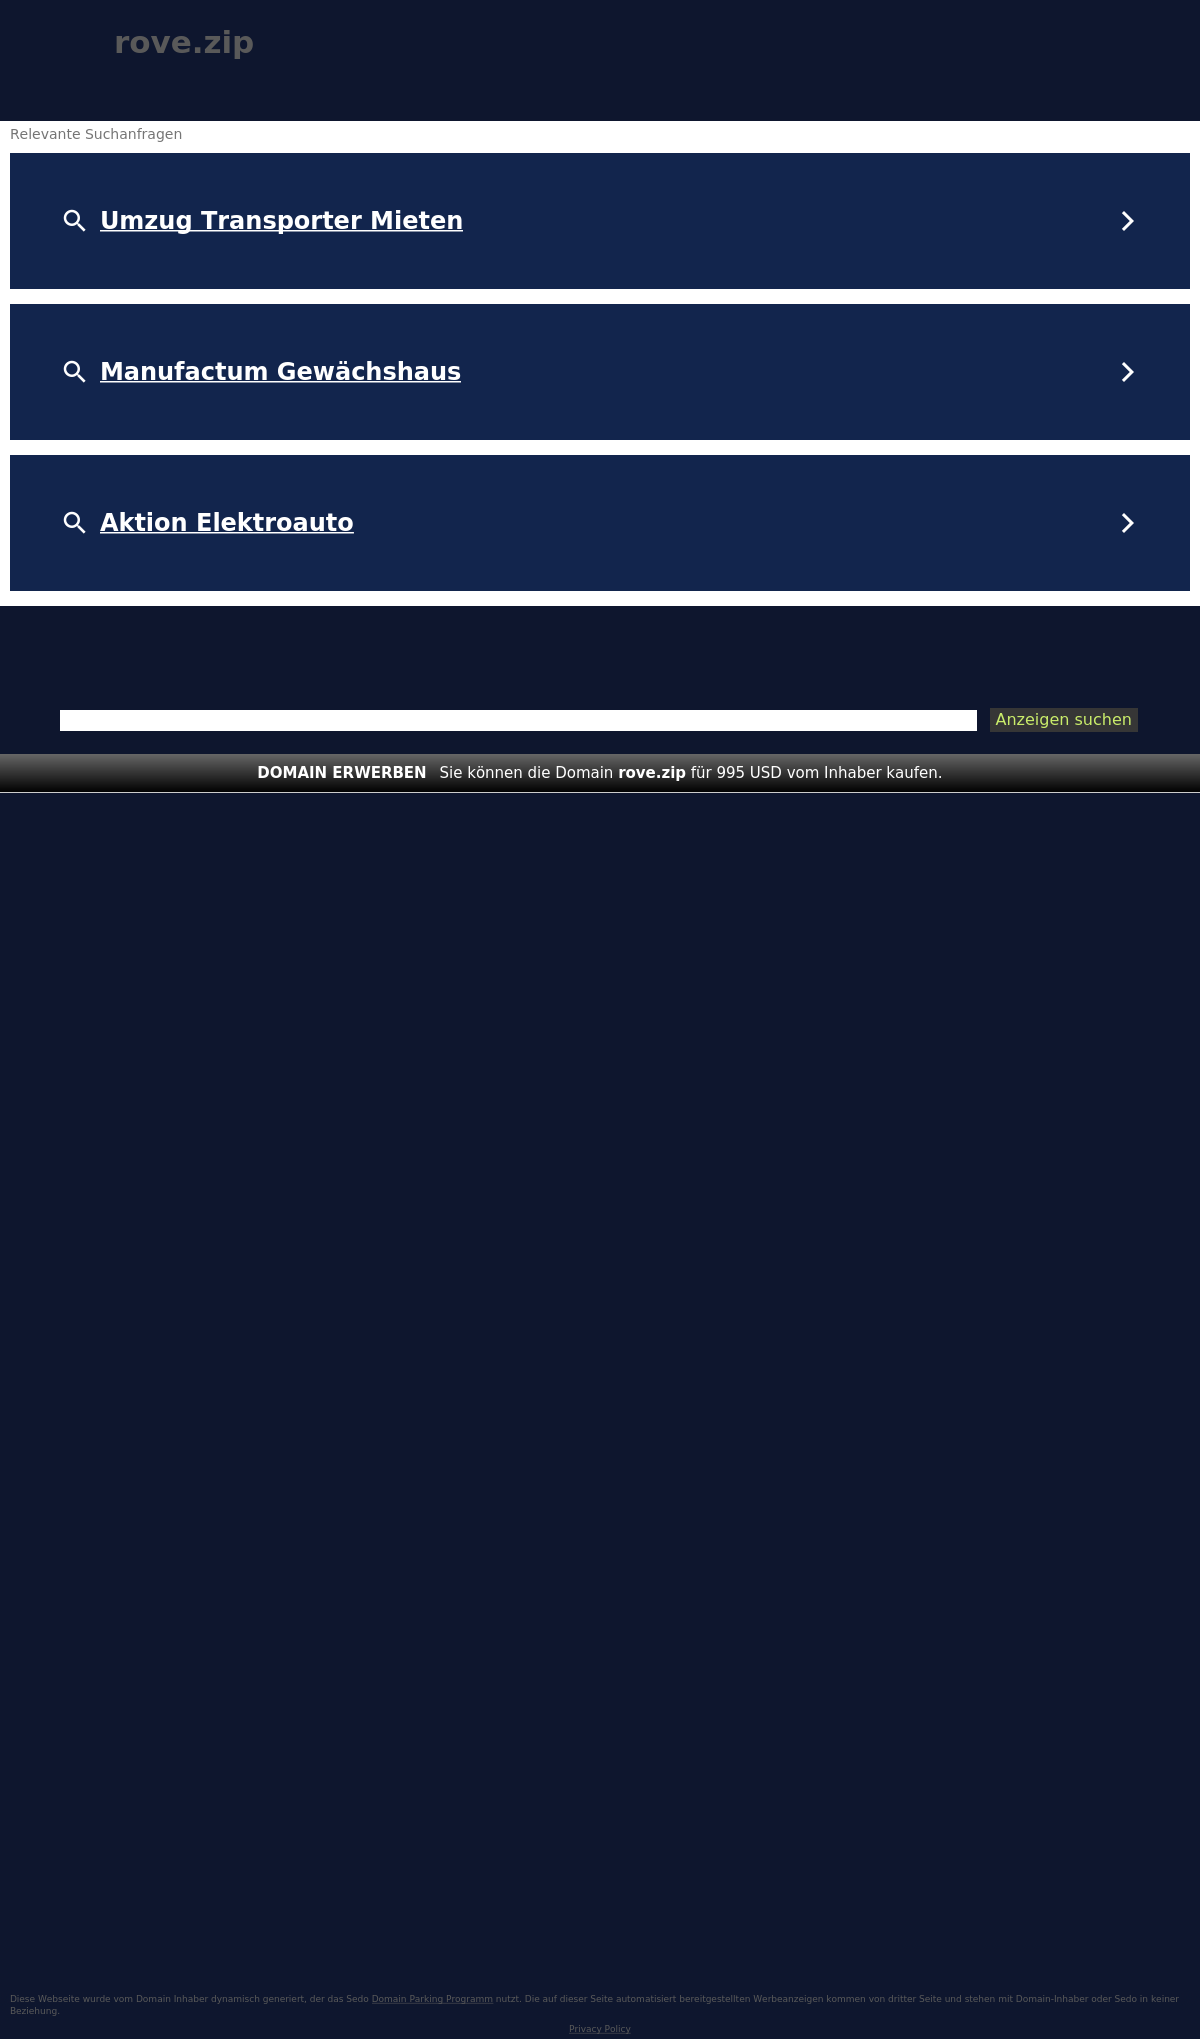 rove.zip
Relevante Suchanfragen
Umzug Transporter Mieten
Manufactum Gewächshaus
Aktion Elektroauto
Anzeigen suchen
DOMAIN ERWERBEN Sie können die Domain rove.zip für 995 USD vom Inhaber kaufen.
Diese Webseite wurde vom Domain Inhaber dynamisch generiert, der das Sedo Domain Parking Programm nutzt. Die auf dieser Seite automatisiert bereitgestellten Werbeanzeigen kommen von dritter Seite und stehen mit Domain-Inhaber oder Sedo in keiner
Beziehung.
Privacy Policy